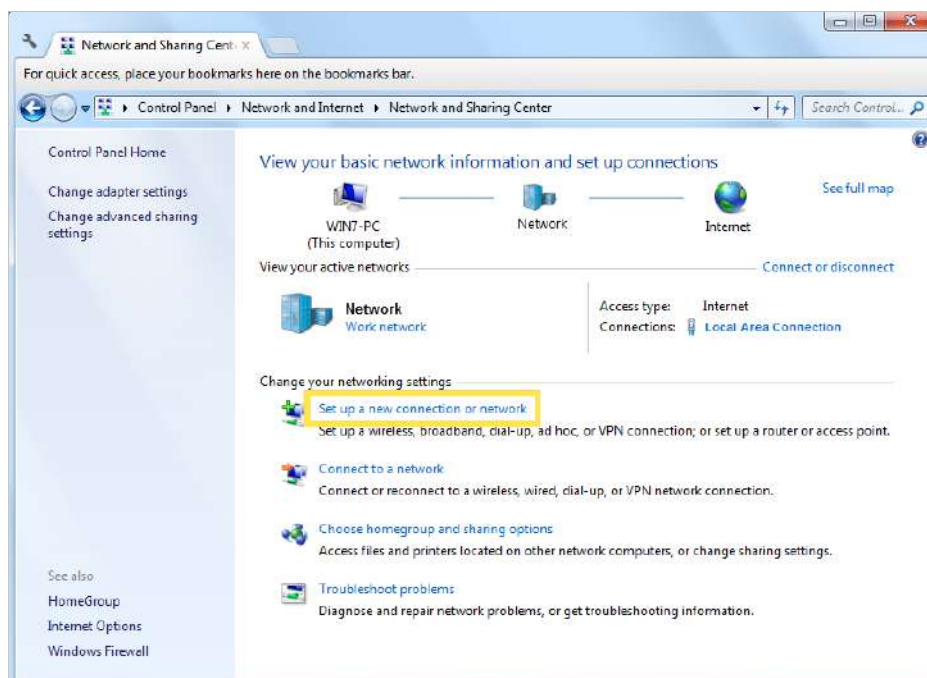 Network and Sharing Cent
For quick access, place your bookmarks here on the bookmarks bar.
Control Panel
Network and Internet
Network and Sharing Center
Search Control...
Control Panel Home
Change adapter settings
Change advanced sharing
settings
View your basic network information and set up connections
See full map
WIN7-PC
(This computer)
Network
Internet
View your active networks
Connect or disconnect
Network
Work network
Access type: Internet
Connections: Local Area Connection
Change your networking settings
Set up a new connection or network
Set up a wireless, broadband, dial-up, ad hoc, or VPN connection; or set up a router or access point.
Connect to a network
Connect or reconnect to a wireless, wired, dial-up, or VPN network connection.
Choose homegroup and sharing options
Access files and printers located on other network computers, or change sharing settings.
Troubleshoot problems
Diagnose and repair network problems, or get troubleshooting information.
See also
HomeGroup
Internet Options
Windows Firewall